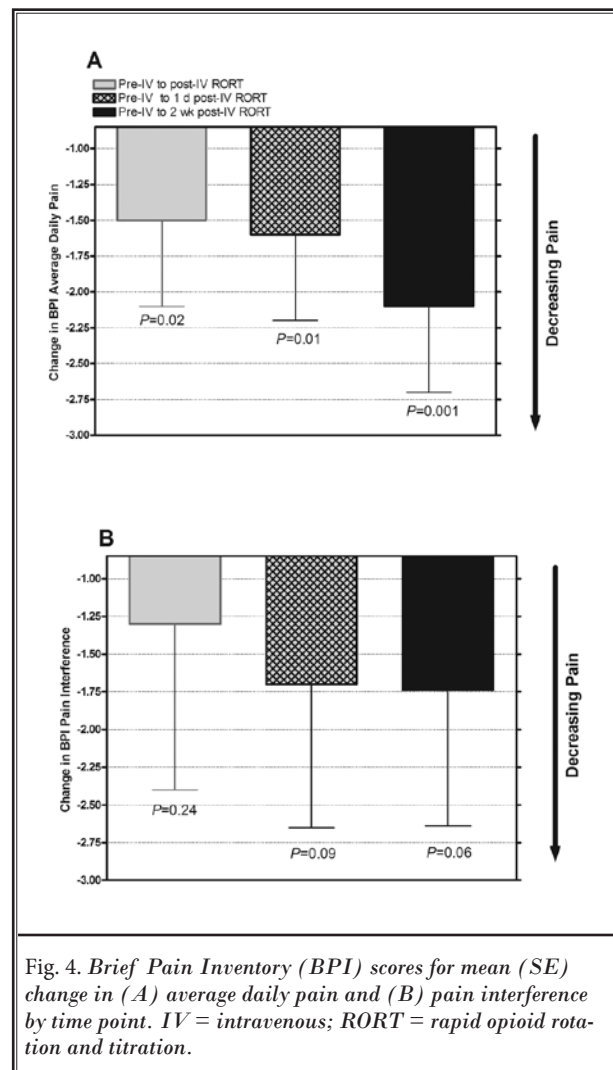 A
Pre-IV to post-IV RORT
Pre-IV to 1 d post-IV RORT
Pre-IV to 2 wk post-IV RORT
Change in BPI Average Daily Pain
-1.00
-1.25
-1.50
-1.75
-2.00
-2.25
-2.50
-2.75
-3.00
P=0.02
P=0.01
P=0.001
Decreasing Pain
B
Change in BPI Pain Interference
-1.00
-1.25
-1.50
-1.75
-2.00
-2.25
-2.50
-2.75
-3.00
P=0.24
P=0.09
P=0.06
Decreasing Pain
Fig. 4. Brief Pain Inventory (BPI) scores for mean (SE)
change in (A) average daily pain and (B) pain interference
by time point. IV = intravenous; RORT = rapid opioid rota-
tion and titration.